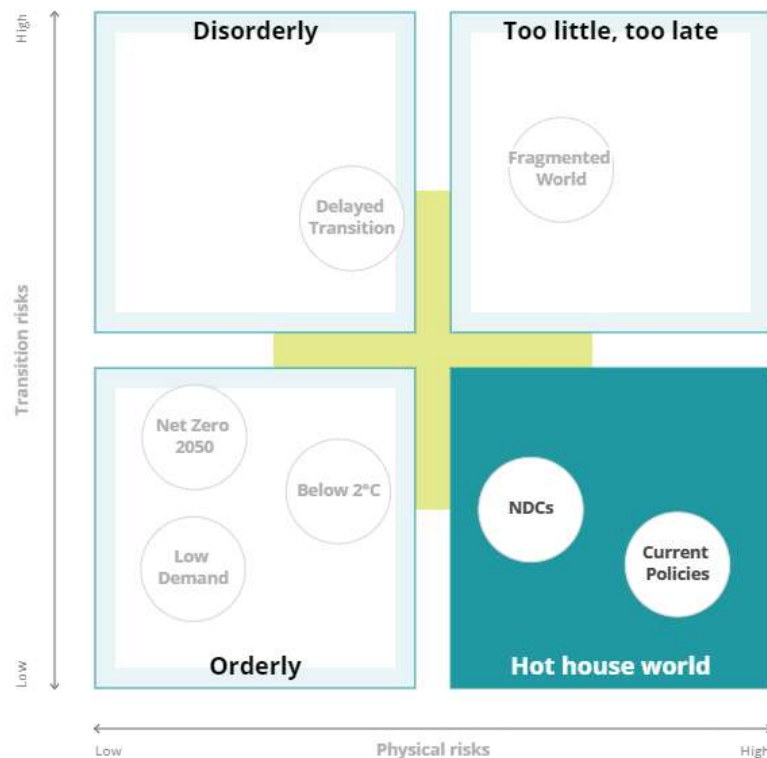 High
Transition risks
Low
Disorderly
Delayed
Transition
Too little, too late
Fragmented
World
Net Zero
2050
Below 2°C
Low
Demand
Orderly
NDCs
Current
Policies
Hot house world
Low
Physical risks
High